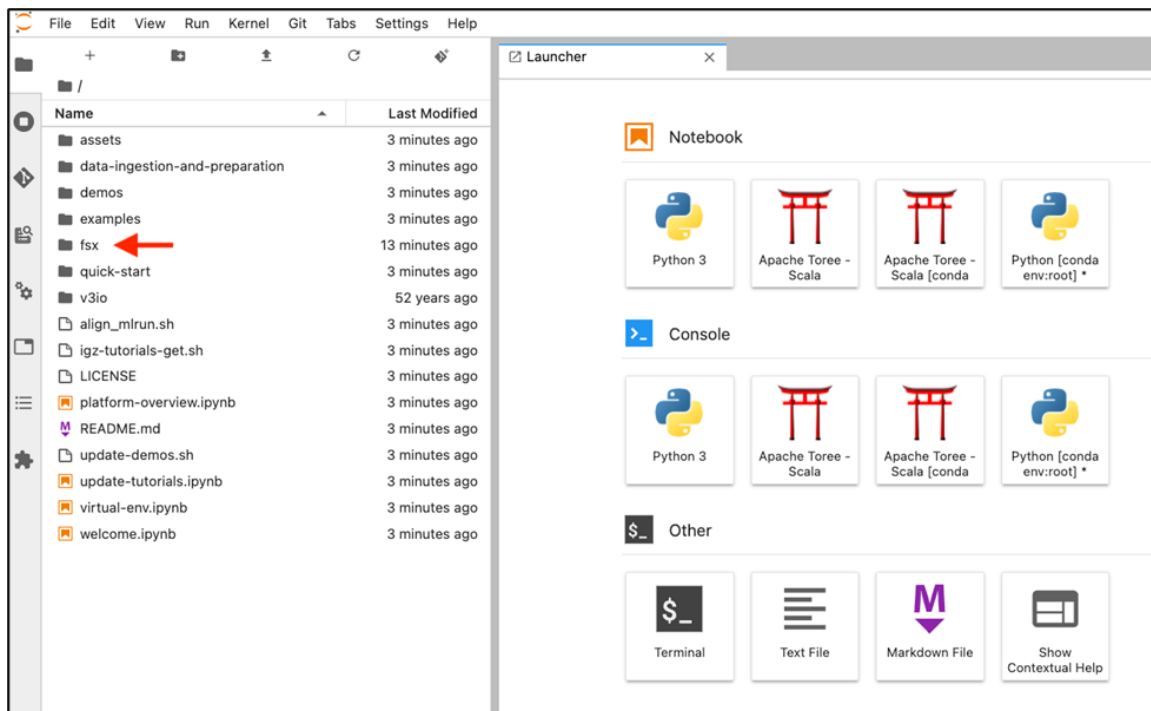 File Edit View Run Kernel Git Tabs Settings Help
Launcher
/
Name Last Modified
assets 3 minutes ago
data-ingestion-and-preparation 3 minutes ago
demos 3 minutes ago
examples 3 minutes ago
fsx 13 minutes ago
quick-start 3 minutes ago
v3io 52 years ago
align_mlrun.sh 3 minutes ago
igz-tutorials-get.sh 3 minutes ago
LICENSE 3 minutes ago
platform-overview.ipynb 3 minutes ago
README.md 3 minutes ago
update-demos.sh 3 minutes ago
update-tutorials.ipynb 3 minutes ago
virtual-env.ipynb 3 minutes ago
welcome.ipynb 3 minutes ago
Notebook
Python 3
Apache Toree -
Scala
Apache Toree -
Scala [conda
Python [conda
env:root] *
Console
Python 3
Apache Toree -
Scala
Apache Toree -
Scala [conda
Python [conda
env:root] *
$_ Other
$_
Terminal
Text File
M
Markdown File
Show
Contextual Help